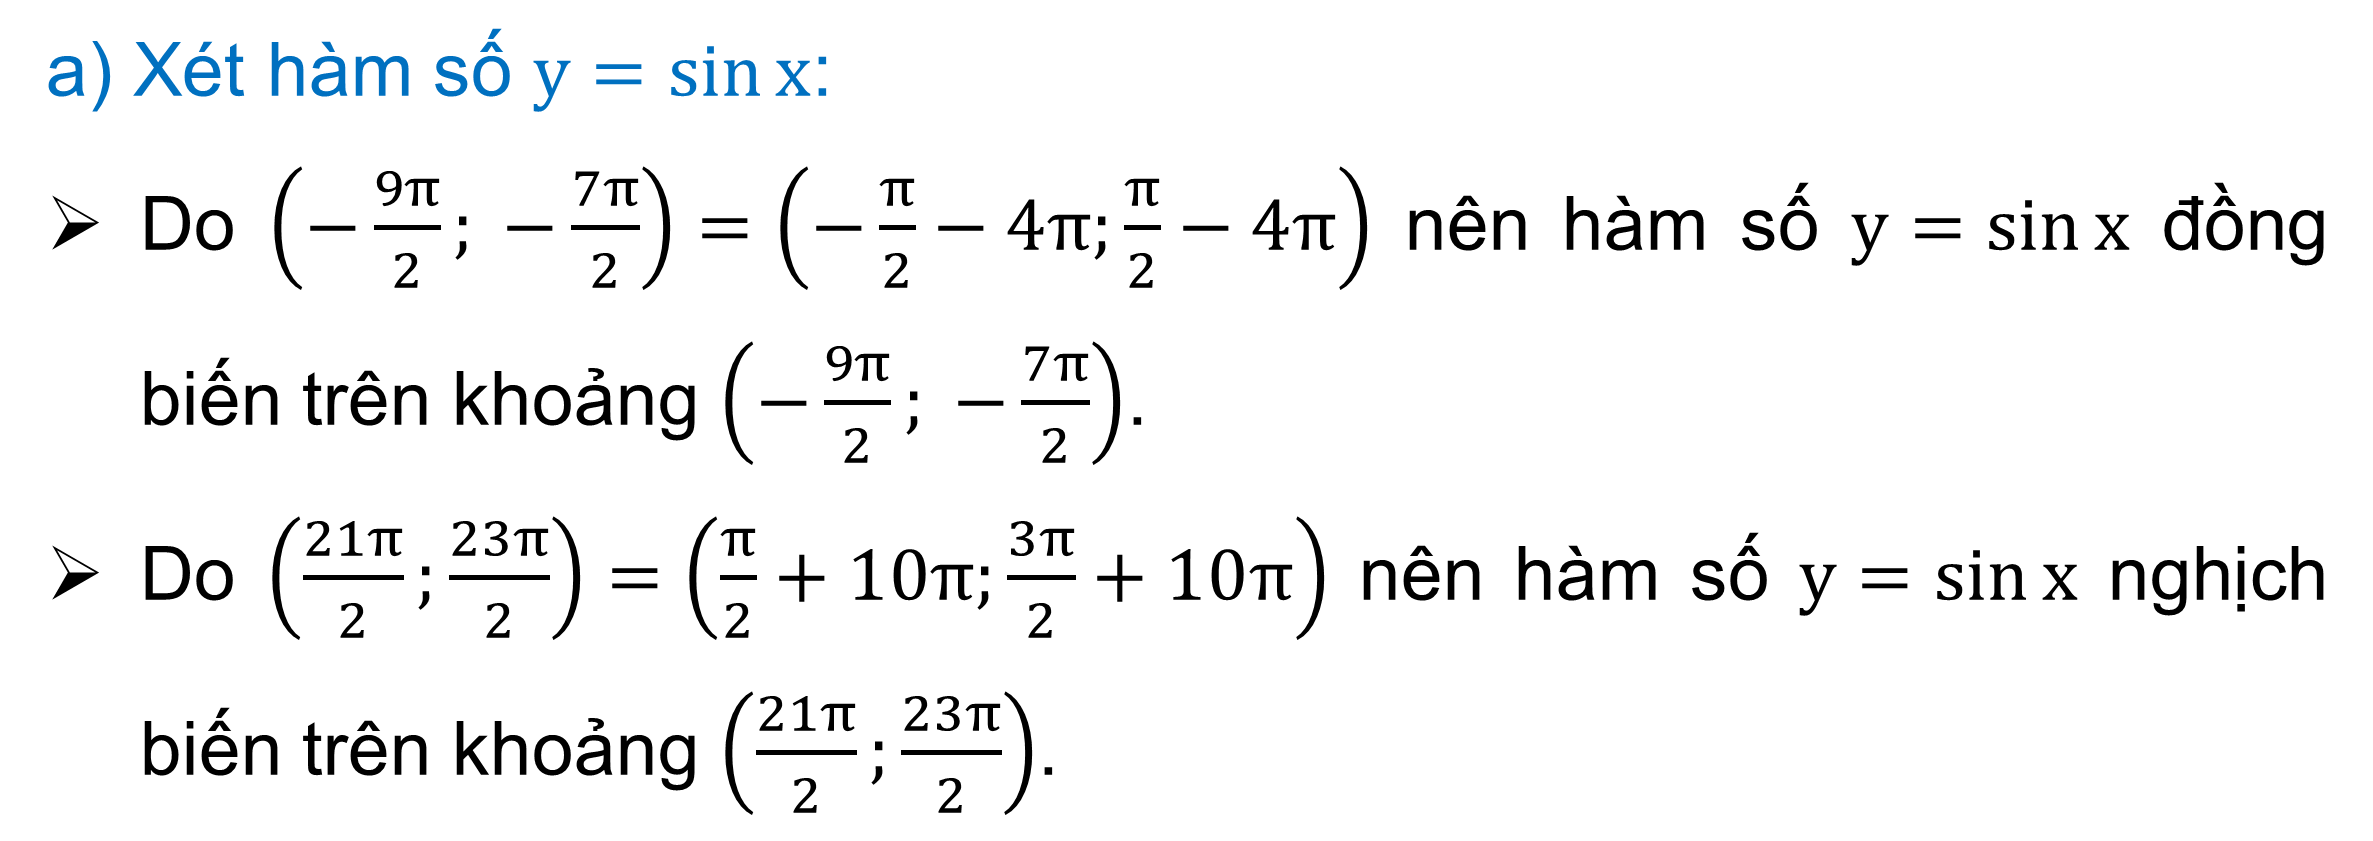 a) Xét hàm số y = sin x:
➢ Do (−9π/2; −7π/2) = (−π/2 − 4π; π/2 − 4π) nên hàm số y = sin x đồng
biến trên khoảng (−9π/2; −7π/2).
➢ Do (21π/2; 23π/2) = (π/2 + 10π; 3π/2 + 10π) nên hàm số y = sin x nghịch
biến trên khoảng (21π/2; 23π/2).